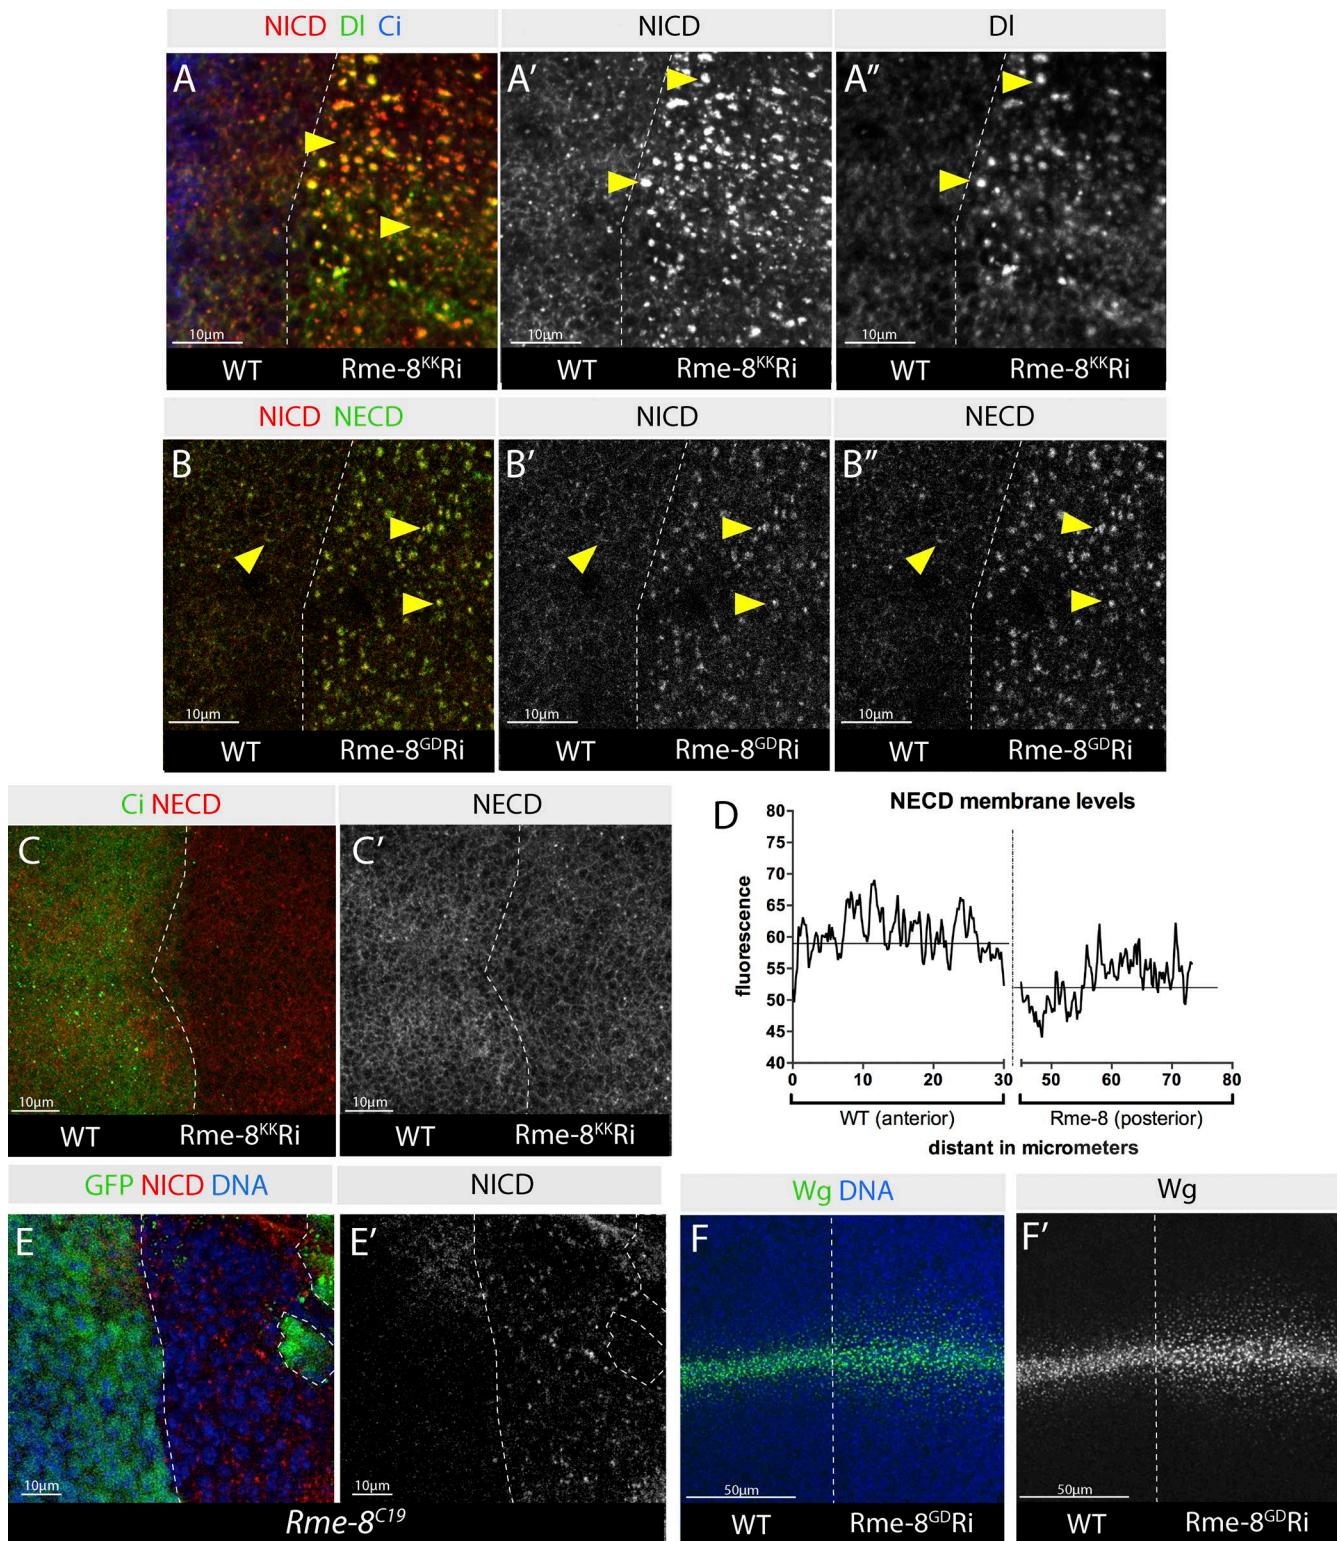 NICD Dl Ci
NICD
Dl
A
A'
A"
10µm
10µm
10µm
WT Rme-8KKRi
WT Rme-8KKRi
WT Rme-8KKRi
NICD NECD
NICD
NECD
B
B'
B"
10µm
10µm
10µm
WT Rme-8GDRi
WT Rme-8GDRi
WT Rme-8GDRi
Ci NECD
NECD
C
C'
10µm
10µm
WT Rme-8KKRi
WT Rme-8KKRi
D
NECD membrane levels
fluorescence
80
75
70
65
60
55
50
45
40
0 10 20 30 50 60 70 80
WT (anterior) Rme-8 (posterior)
distant in micrometers
GFP NICD DNA
NICD
E
E'
10µm
10µm
Rme-8C19
Wg DNA
Wg
F
F'
50µm
50µm
WT Rme-8GDRi
WT Rme-8GDRi